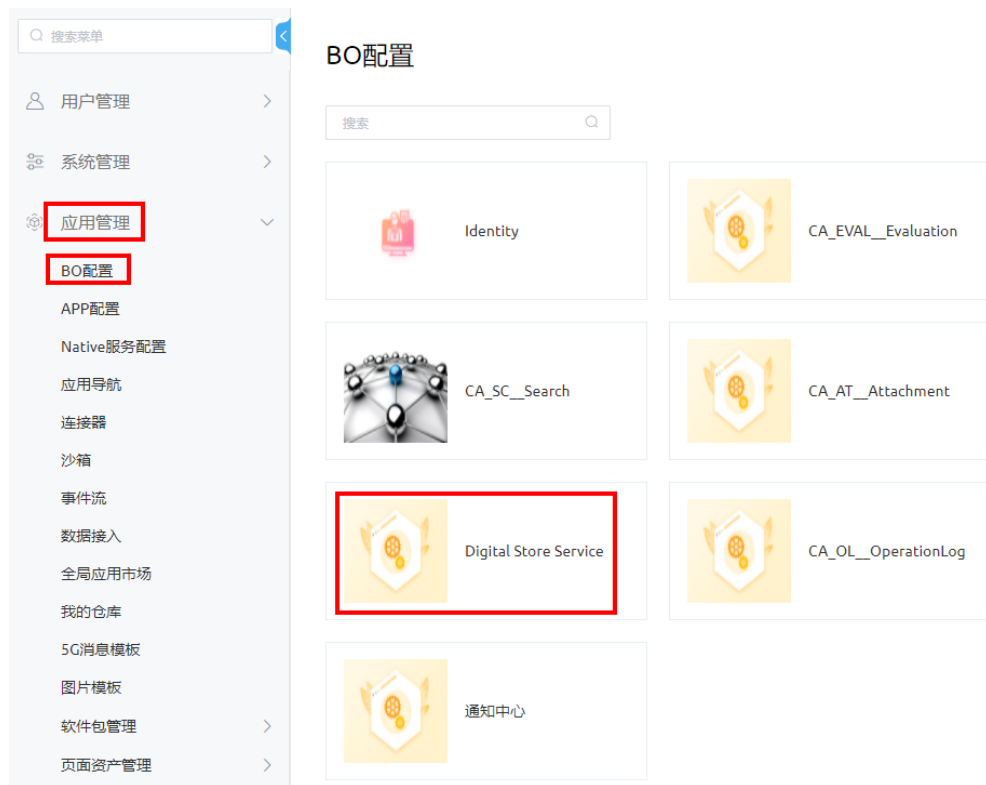 搜索菜单
用户管理
系统管理
应用管理
BO配置
APP配置
Native服务配置
应用导航
连接器
沙箱
事件流
数据接入
全局应用市场
我的仓库
5G消息模板
图片模板
软件包管理
页面资产管理
BO配置
搜索
Identity
CA_EVAL__Evaluation
CA_SC__Search
CA_AT__Attachment
Digital Store Service
CA_OL__OperationLog
通知中心